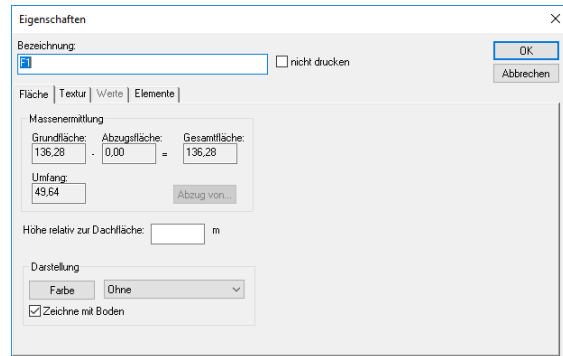 Eigenschaften
Bezeichnung:
F1
nicht drucken
OK
Abbrechen
Fläche Textur Werte Elemente
Massenermittlung
Grundfläche: Abzugsfläche: Gesamtfläche:
136,28 - 0,00 = 136,28
Umfang:
49,64
Abzug von...
Höhe relativ zur Dachfläche: m
Darstellung
Farbe Ohne
Zeichne mit Boden